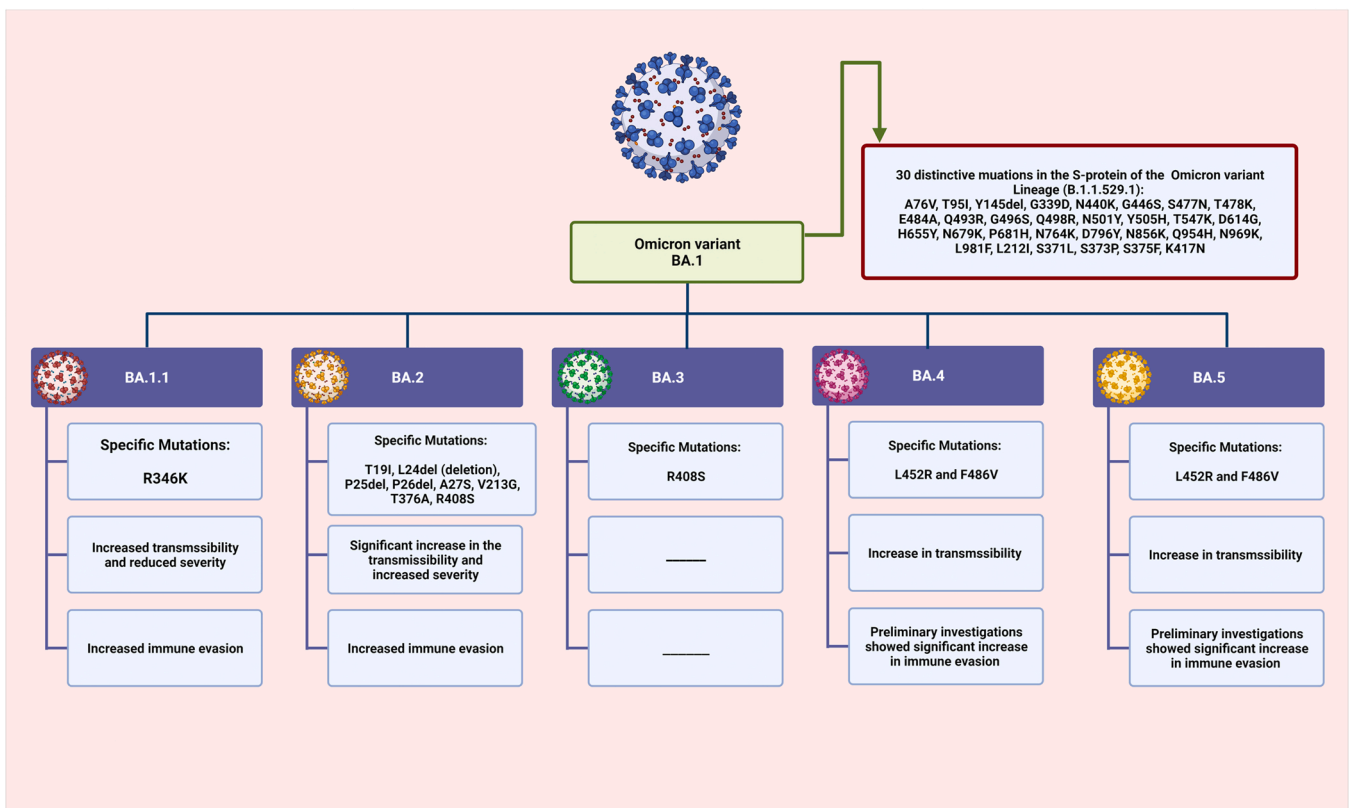 30 distinctive muations in the S-protein of the Omicron variant
Lineage (B.1.1.529.1):
A76V, T95I, Y145del, G339D, N440K, G446S, S477N, T478K,
E484A, Q493R, G496S, Q498R, N501Y, Y505H, T547K, D614G,
H655Y, N679K, P681H, N764K, D796Y, N856K, Q954H, N969K,
L981F, L212I, S371L, S373P, S375F, K417N
Omicron variant
BA.1
BA.1.1
Specific Mutations:
R346K
Increased transmssibility
and reduced severity
Increased immune evasion
BA.2
Specific Mutations:
T19I, L24del (deletion),
P25del, P26del, A27S, V213G,
T376A, R408S
Significant increase in the
transmissibility and
increased severity
Increased immune evasion
BA.3
Specific Mutations:
R408S
______
______
BA.4
Specific Mutations:
L452R and F486V
Increase in transmssibility
Preliminary investigations
showed significant increase
in immune evasion
BA.5
Specific Mutations:
L452R and F486V
Increase in transmssibility
Preliminary investigations
showed significant increase
in immune evasion